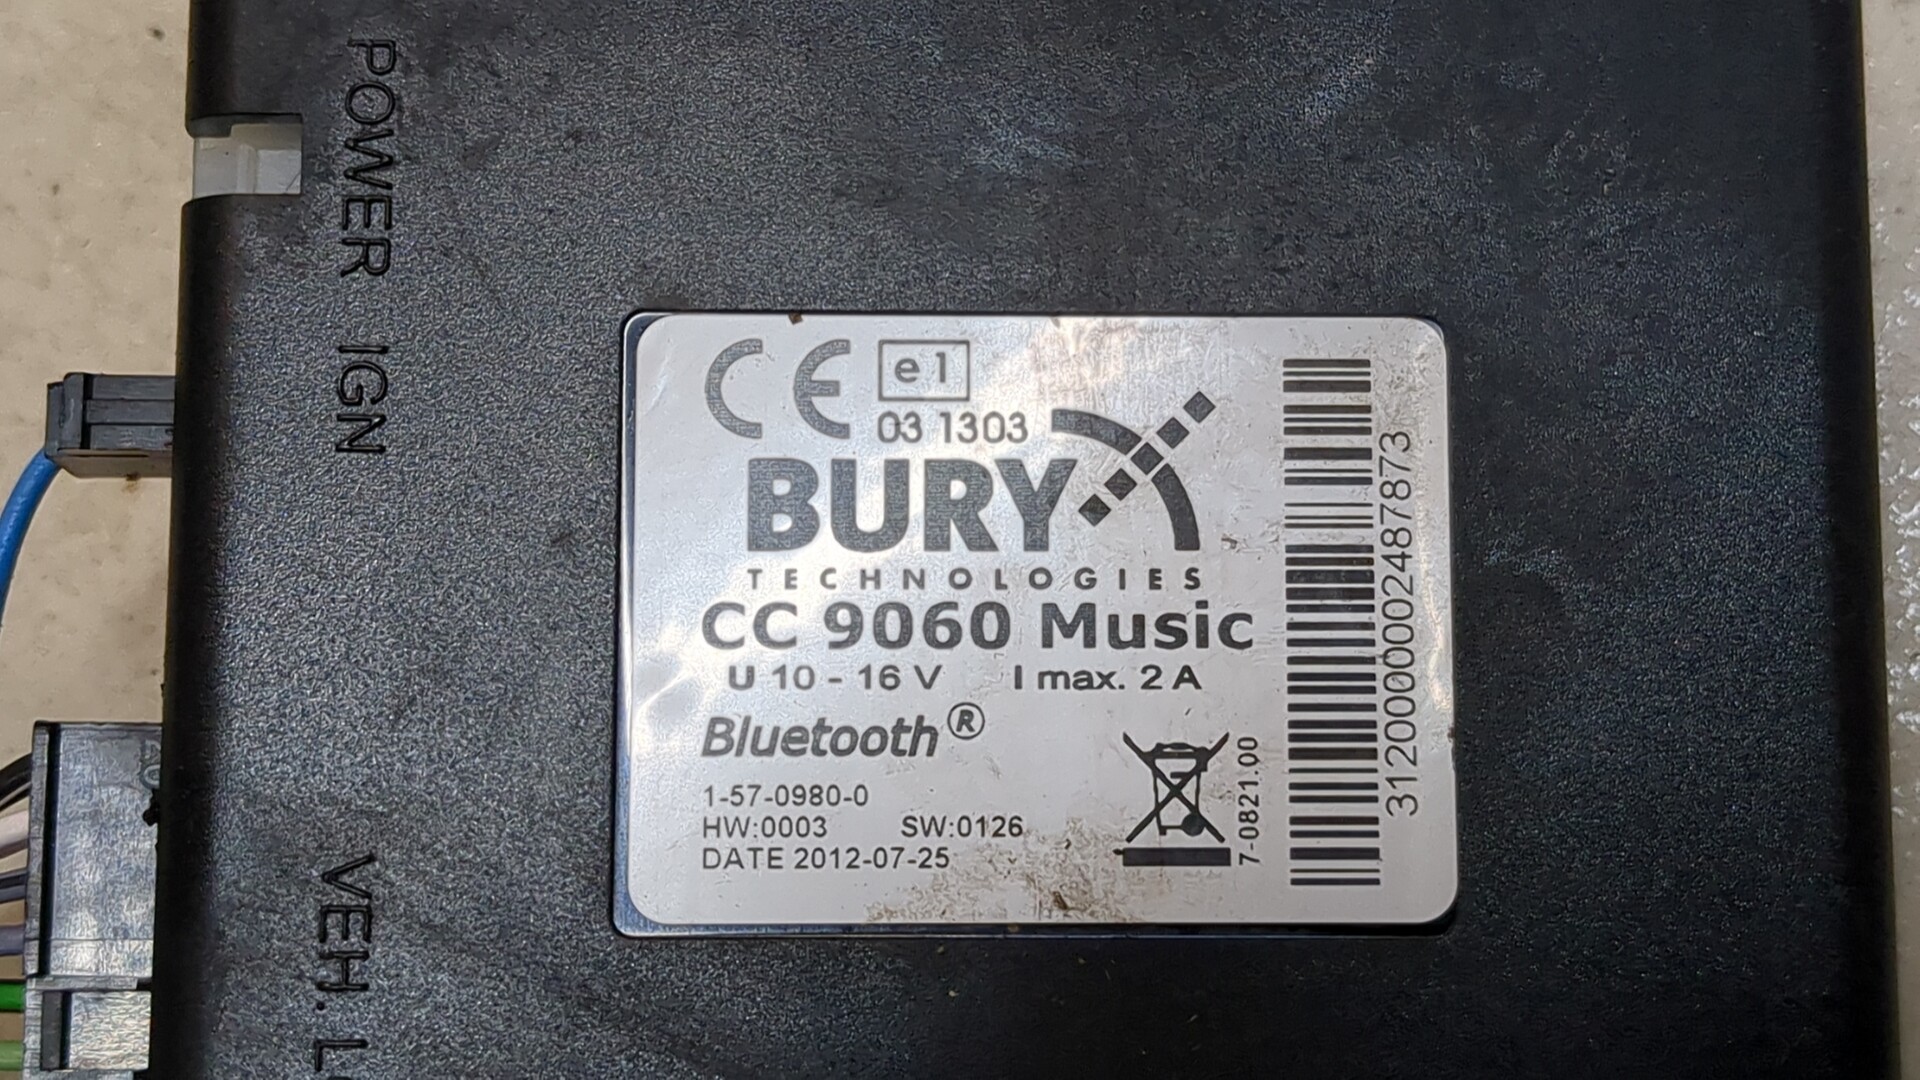 POWER IGN
VEH.
CE e1
03 1303
BURY
TECHNOLOGIES
CC 9060 Music
U 10 - 16 V I max. 2 A
Bluetooth®
1-57-0980-0
HW:0003 SW:0126
DATE 2012-07-25
7-0821.00
3120000002487873